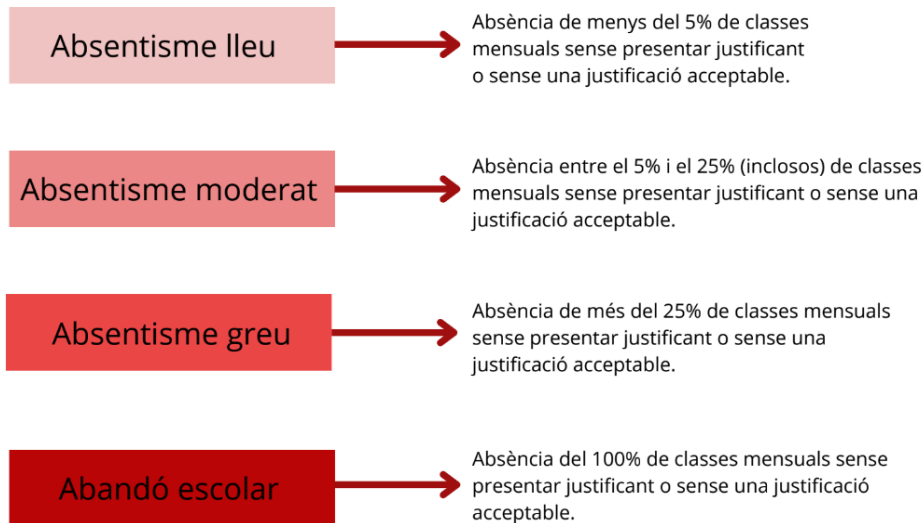 Absentisme lleu
Absència de menys del 5% de classes
mensuals sense presentar justificant
o sense una justificació acceptable.
Absentisme moderat
Absència entre el 5% i el 25% (inclosos) de classes
mensuals sense presentar justificant o sense una
justificació acceptable.
Absentisme greu
Absència de més del 25% de classes mensuals
sense presentar justificant o sense una
justificació acceptable.
Abandó escolar
Absència del 100% de classes mensuals sense
presentar justificant o sense una justificació
acceptable.